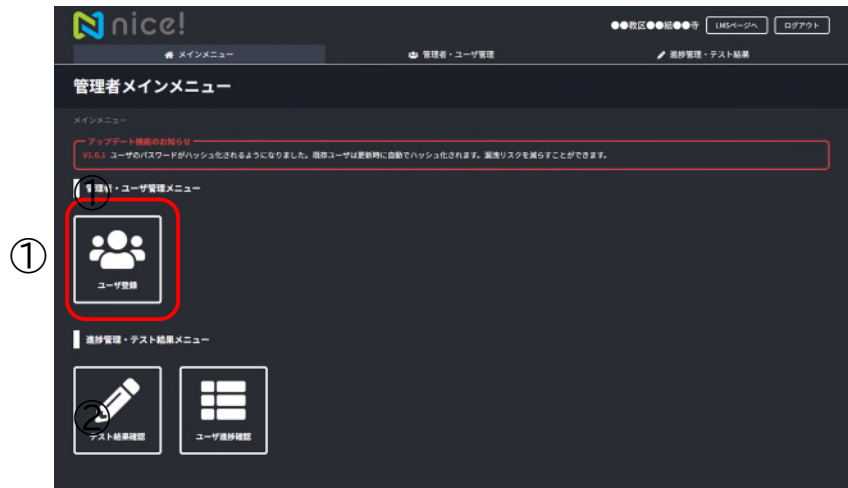 nice!
●●教区●●組●●寺 LMSページへ ログアウト
メインメニュー 管理者・ユーザ管理 進捗管理・テスト結果
管理者メインメニュー
メインメニュー
アップデート機能のお知らせ
V1.0.1 ユーザのパスワードがハッシュ化されるようになりました。既存ユーザは更新時に自動でハッシュ化されます。漏洩リスクを減らすことができます。
管理者・ユーザ管理メニュー
①
①
ユーザ登録
進捗管理・テスト結果メニュー
②
テスト結果確認 ユーザ進捗確認